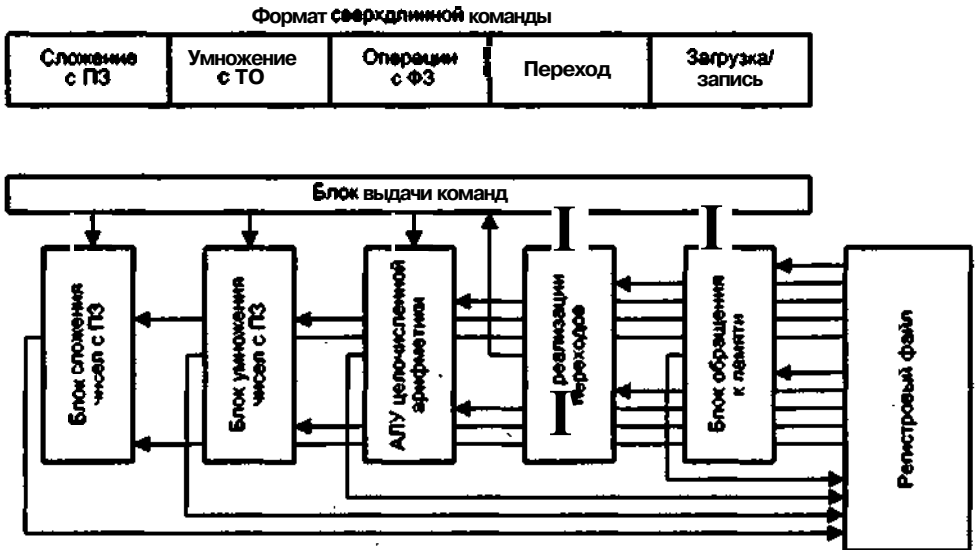 Формат сверхдлинной команды
Сложение
с ПЗ
Умножение
с ТО
Операции
с ФЗ
Переход
Загрузка/
запись
Блок выдачи команд
Блок сложения
чисел с ПЗ
Блок умножения
чисел с ПЗ
АЛУ целочисленной
арифметики
реализации
переходов
Блок обращения
к памяти
Регистровый файл